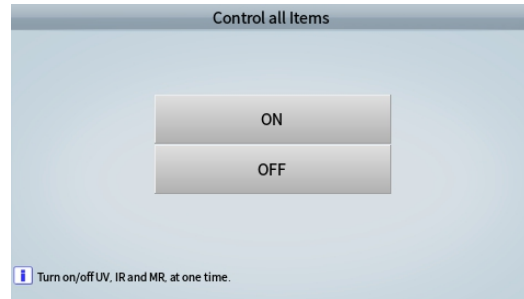 Control all Items
ON
OFF
i Turn on/off UV, IR and MR, at one time.